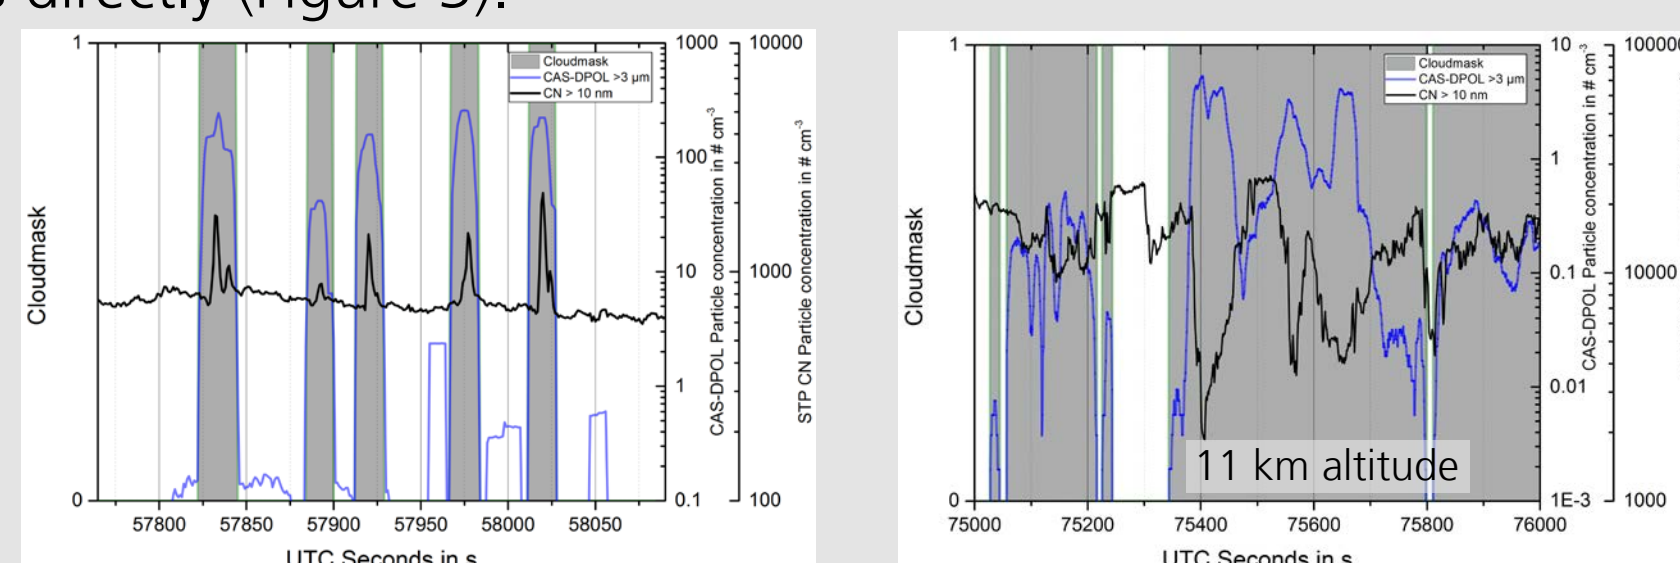 directly (Figure 3).
1
0
Cloudmask
Cloudmask
CAS-DPOL >3 µm
CN > 10 nm
1000
100
10
1
0.1
CAS-DPOL Particle concentration in # cm-3
10000
1000
100
STP CN Particle concentration in # cm-3
57800 57850 57900 57950 58000 58050
UTC Seconds in s
1
0
Cloudmask
Cloudmask
CAS-DPOL >3 µm
CN > 10 nm
11 km altitude
10
1
0.1
0.01
1E-3
CAS-DPOL Particle concentration in # cm-3
100000
10000
1000
75000 75200 75400 75600 75800 76000
UTC Seconds in s